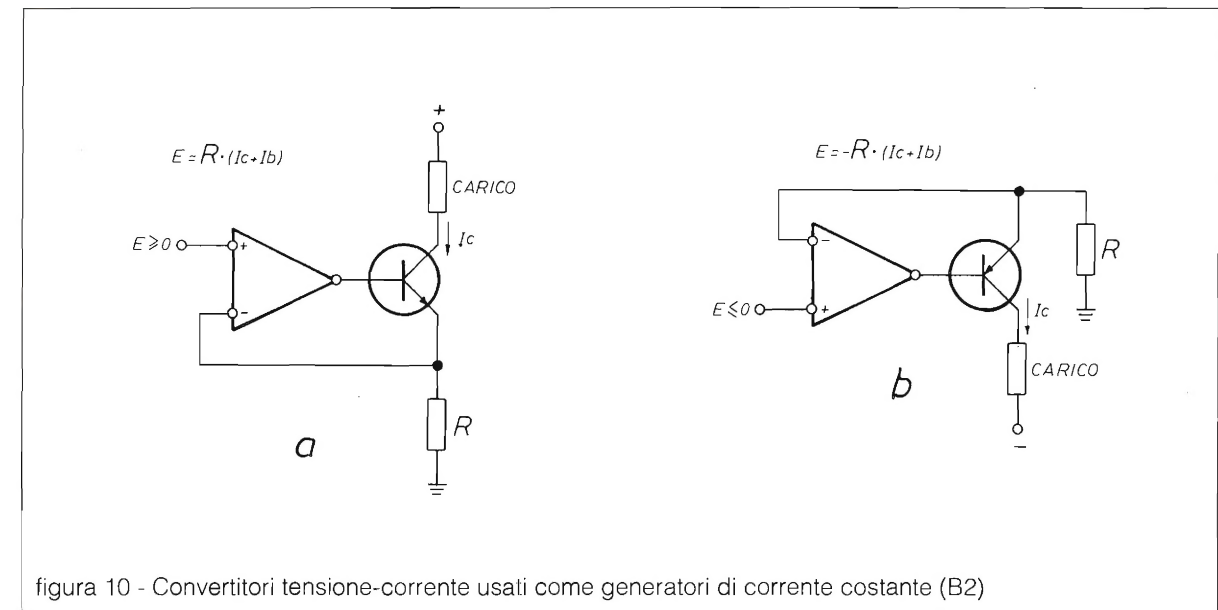 E = R · (Ic + Ib)
+
CARICO
Ic
E ⩾ 0
+
-
R
a
E = -R · (Ic + Ib)
-
+
E ⩽ 0
R
Ic
CARICO
-
b
figura 10 - Convertitori tensione-corrente usati come generatori di corrente costante (B2)